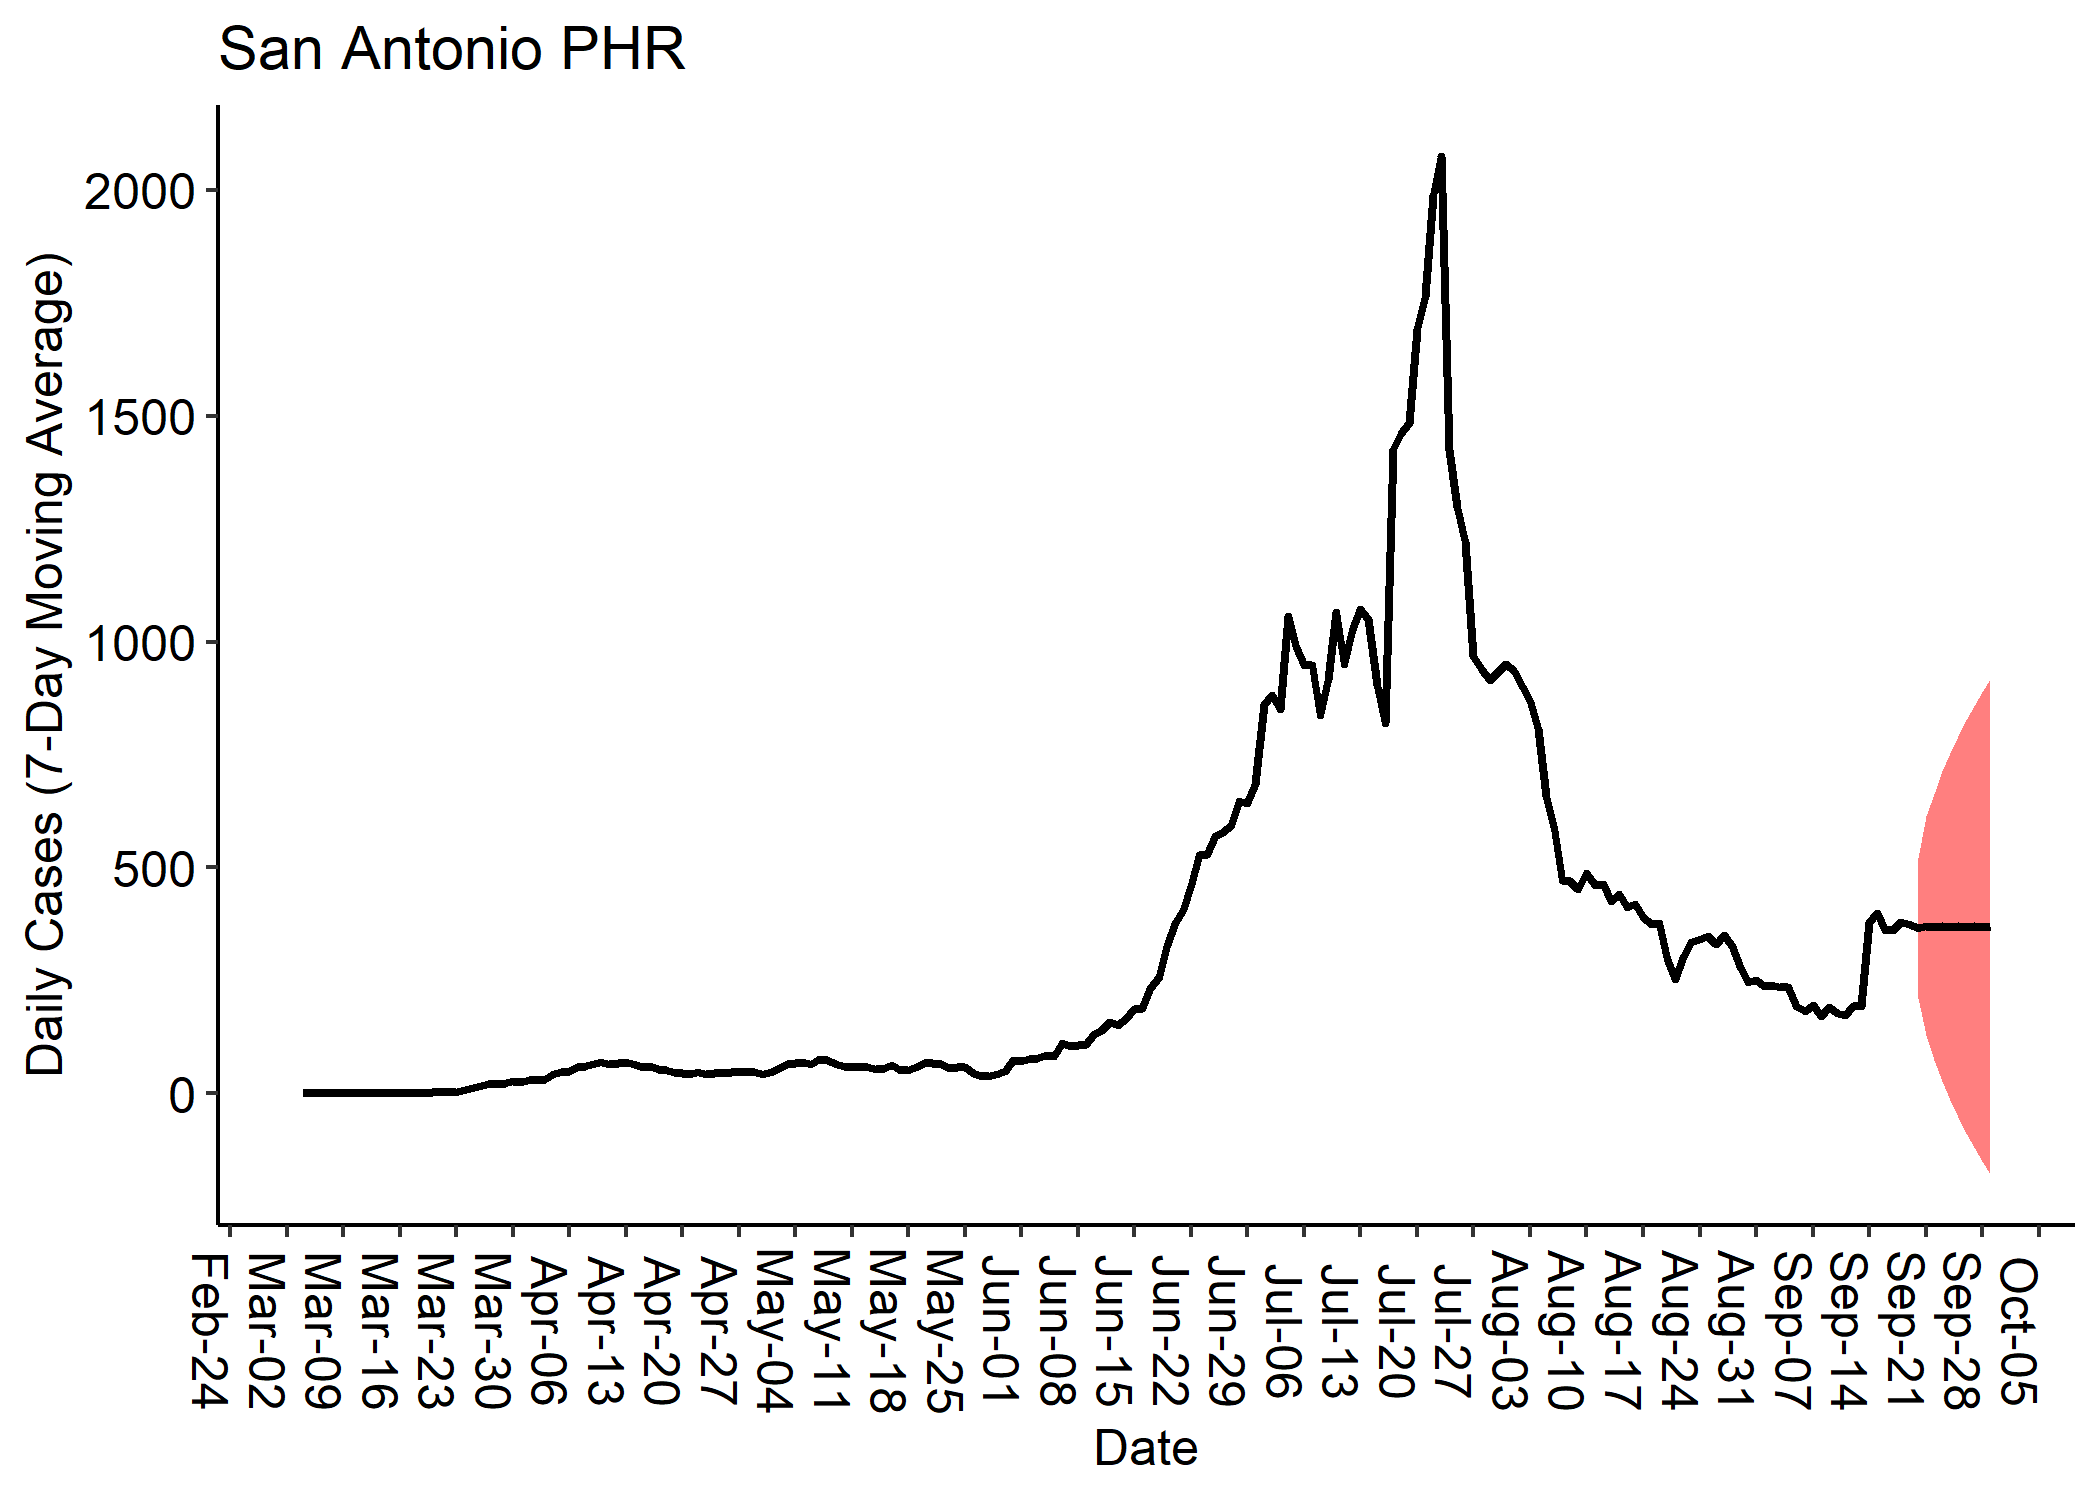 San Antonio PHR
Daily Cases (7-Day Moving Average)
2000
1500
1000
500
0
Feb-24
Mar-02
Mar-09
Mar-16
Mar-23
Mar-30
Apr-06
Apr-13
Apr-20
Apr-27
May-04
May-11
May-18
May-25
Jun-01
Jun-08
Jun-15
Jun-22
Jun-29
Jul-06
Jul-13
Jul-20
Jul-27
Aug-03
Aug-10
Aug-17
Aug-24
Aug-31
Sep-07
Sep-14
Sep-21
Sep-28
Oct-05
Date